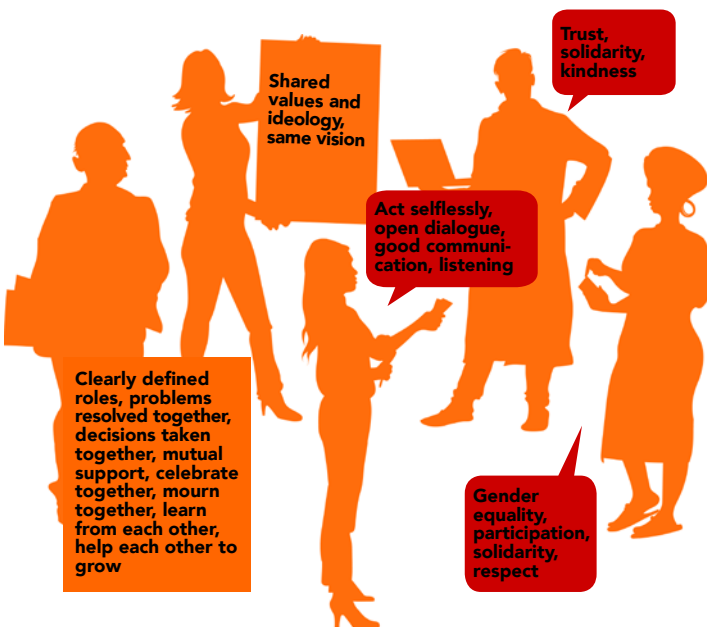 Trust,
solidarity,
kindness
Shared
values and
ideology,
same vision
Act selflessly,
open dialogue,
good communi-
cation, listening
Clearly defined
roles, problems
resolved together,
decisions taken
together, mutual
support, celebrate
together, mourn
together, learn
from each other,
help each other to
grow
Gender
equality,
participation,
solidarity,
respect